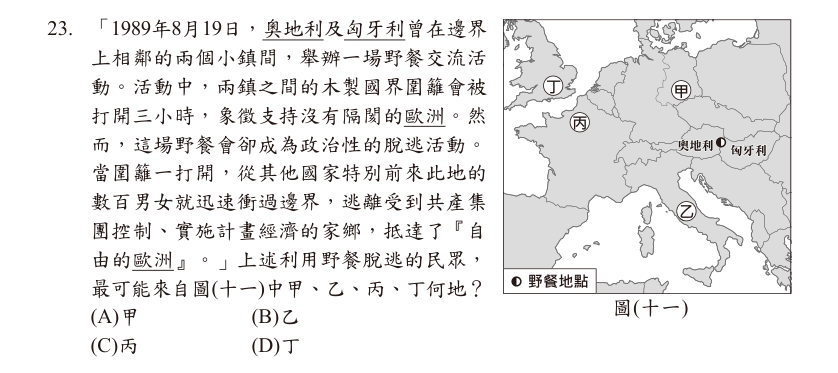 23. 「1989年8月19日，奧地利及匈牙利曾在邊界
上相鄰的兩個小鎮間，舉辦一場野餐交流活
動。活動中，兩鎮之間的木製國界圍籬會被
打開三小時，象徵支持沒有隔閡的歐洲。然
而，這場野餐會卻成為政治性的脫逃活動。
當圍籬一打開，從其他國家特別前來此地的
數百男女就迅速衝過邊界，逃離受到共產集
團控制、實施計畫經濟的家鄉，抵達了『自
由的歐洲』。」上述利用野餐脫逃的民眾，
最可能來自圖(十一)中甲、乙、丙、丁何地？
(A)甲 (B)乙
(C)丙 (D)丁
丁
甲
丙
奧地利 匈牙利
乙
野餐地點
圖(十一)